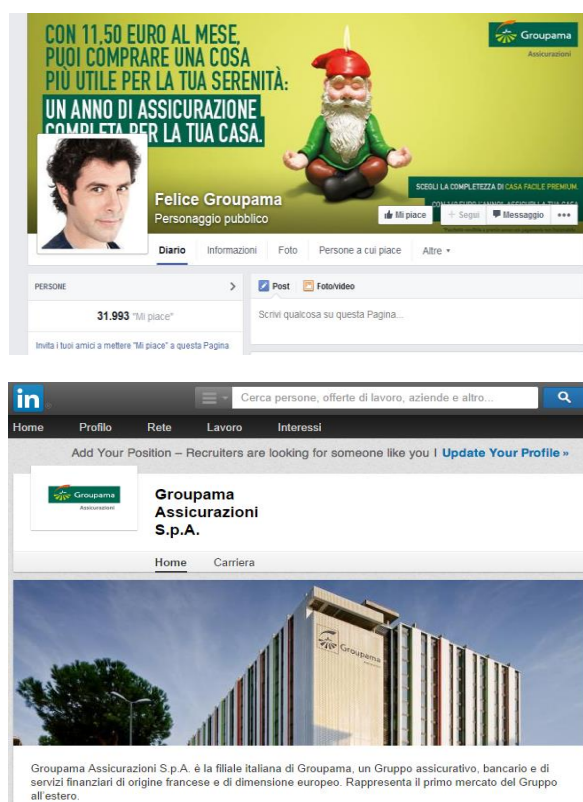 CON 11,50 EURO AL MESE,
PUOI COMPRARE UNA COSA
PIÙ UTILE PER LA TUA SERENITÀ:
UN ANNO DI ASSICURAZIONE
COMPLETA PER LA TUA CASA.
Groupama
Assicurazioni
SCEGLI LA COMPLETEZZA DI CASA FACILE PREMIUM.
Felice Groupama
Personaggio pubblico
Mi piace
Segui
Messaggio
Diario Informazioni Foto Persone a cui piace Altre
PERSONE
31.993 "Mi piace"
Invita i tuoi amici a mettere "Mi piace" a questa Pagina
Post Foto/video
Scrivi qualcosa su questa Pagina...
in
Cerca persone, offerte di lavoro, aziende e altro...
Home Profilo Rete Lavoro Interessi
Add Your Position – Recruiters are looking for someone like you | Update Your Profile »
Groupama
Assicurazioni
Groupama
Assicurazioni
S.p.A.
Home Carriera
Groupama
Groupama Assicurazioni S.p.A. è la filiale italiana di Groupama, un Gruppo assicurativo, bancario e di
servizi finanziari di origine francese e di dimensione europeo. Rappresenta il primo mercato del Gruppo
all'estero.